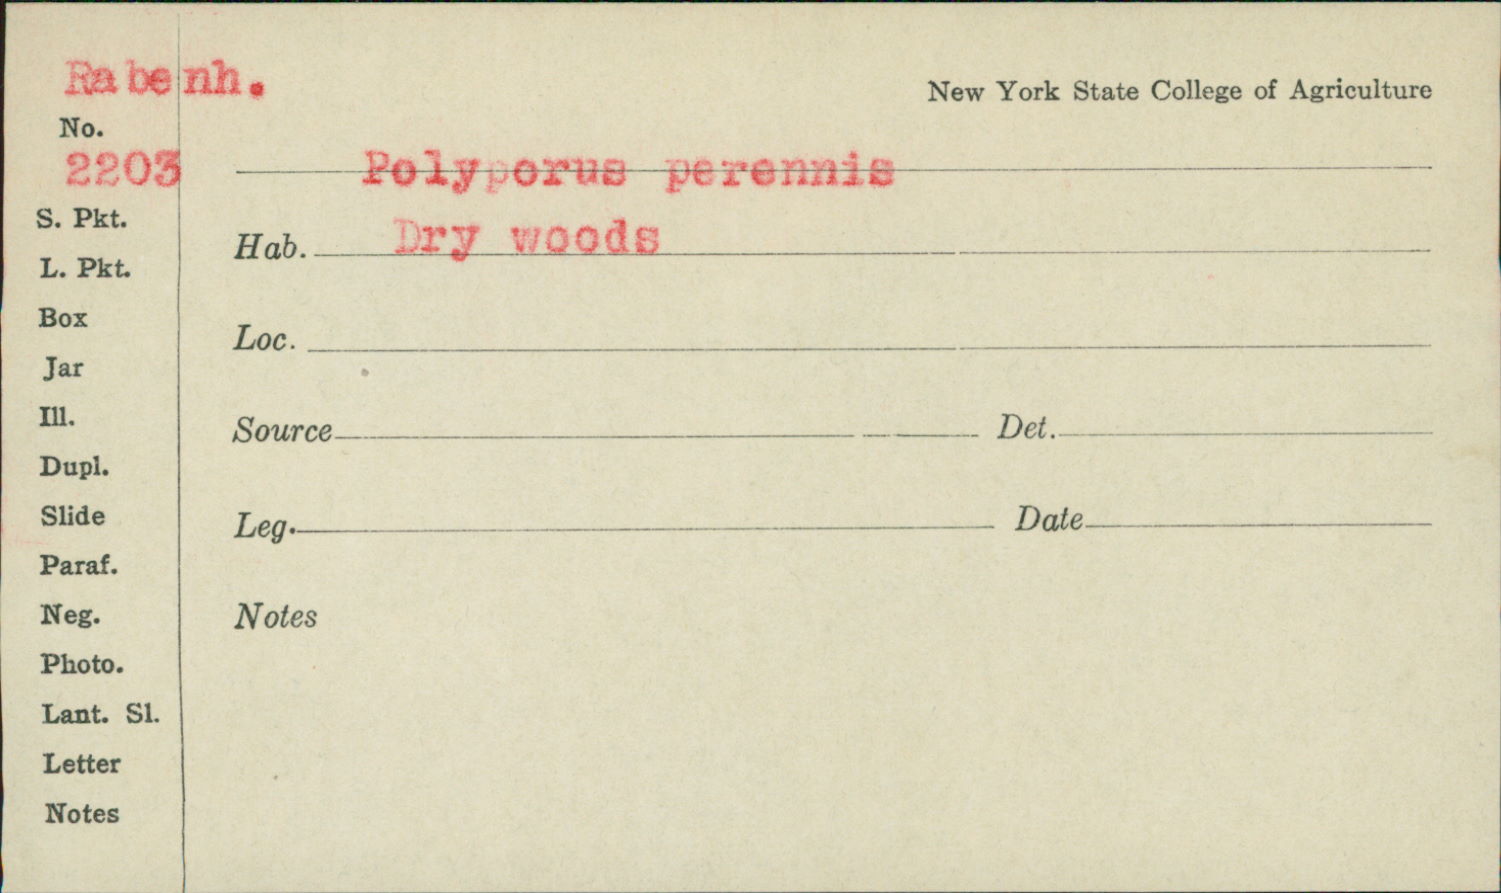 Rabenh.
New York State College of Agriculture
No.
2203
Polyporus perennis
S. Pkt.
Hab. Dry woods
L. Pkt.
Box
Loc.
Jar
Ill.
Source Det.
Dupl.
Slide
Leg. Date
Paraf.
Neg.
Notes
Photo.
Lant. Sl.
Letter
Notes